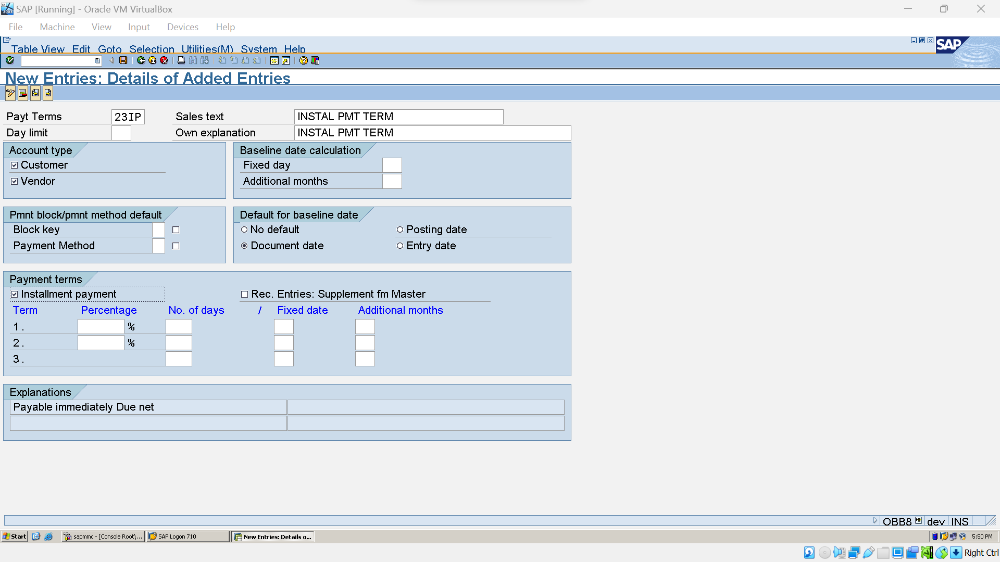 SAP [Running] - Oracle VM VirtualBox
File Machine View Input Devices Help
Table View Edit Goto Selection Utilities(M) System Help
SAP
New Entries: Details of Added Entries
Payt Terms 23IP Sales text INSTAL PMT TERM
Day limit Own explanation INSTAL PMT TERM
Account type Baseline date calculation
Customer Fixed day
Vendor Additional months
Pmnt block/pmnt method default Default for baseline date
Block key No default Posting date
Payment Method Document date Entry date
Payment terms
Installment payment Rec. Entries: Supplement fm Master
Term Percentage No. of days / Fixed date Additional months
1. %
2. %
3.
Explanations
Payable immediately Due net
OBB8 dev INS
Start sapmmc - [Console Root\... SAP Logon 710 New Entries: Details o... 5:50 PM
Right Ctrl